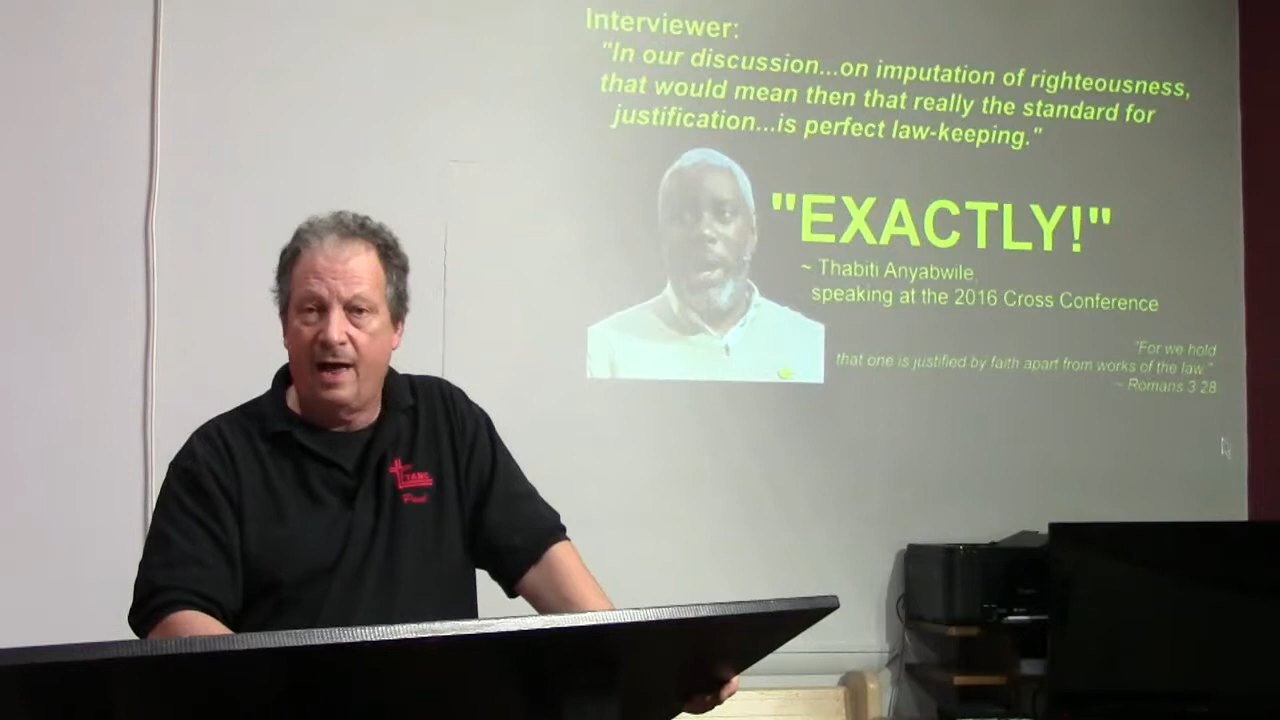 Interviewer:
"In our discussion...on imputation of righteousness,
that would mean then that really the standard for
justification...is perfect law-keeping."
"EXACTLY!"
~ Thabiti Anyabwile,
speaking at the 2016 Cross Conference
"For we hold
that one is justified by faith apart from works of the law."
~ Romans 3:28
TANC
Paul